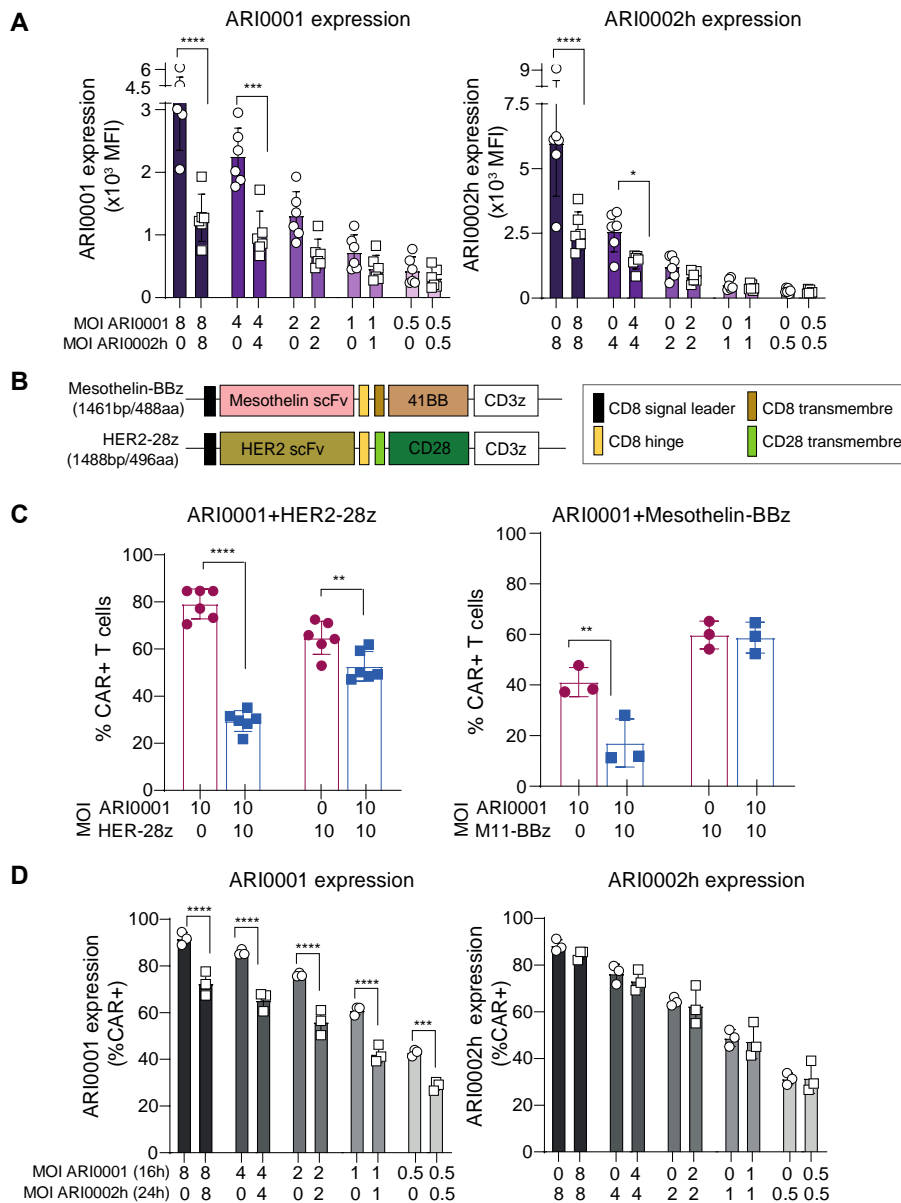 A
ARI0001 expression
ARI0002h expression
ARI0001 expression
(x10³ MFI)
6
4.5
3
2
1
0
****
***
ARI0002h expression
(x10³ MFI)
9
7.5
5
2.5
0
****
*
MOI ARI0001 8 8 4 4 2 2 1 1 0.5 0.5
MOI ARI0002h 0 8 0 4 0 2 0 1 0 0.5
0 8 0 4 0 2 0 1 0 0.5
8 8 4 4 2 2 1 1 0.5 0.5
B
Mesothelin-BBz
(1461bp/488aa)
Mesothelin scFv
41BB
CD3z
HER2-28z
(1488bp/496aa)
HER2 scFv
CD28
CD3z
CD8 signal leader
CD8 transmembre
CD8 hinge
CD28 transmembre
C
ARI0001+HER2-28z
ARI0001+Mesothelin-BBz
% CAR+ T cells
100
80
60
40
20
0
****
**
% CAR+ T cells
100
80
60
40
20
0
**
MOI
ARI0001 10 10 0 10
HER-28z 0 10 10 10
MOI
ARI0001 10 10 0 10
M11-BBz 0 10 10 10
D
ARI0001 expression
ARI0002h expression
ARI0001 expression
(%CAR+)
100
80
60
40
20
0
****
****
****
****
***
ARI0002h expression
(%CAR+)
100
80
60
40
20
0
MOI ARI0001 (16h) 8 8 4 4 2 2 1 1 0.5 0.5
MOI ARI0002h (24h) 0 8 0 4 0 2 0 1 0 0.5
0 8 0 4 0 2 0 1 0 0.5
8 8 4 4 2 2 1 1 0.5 0.5